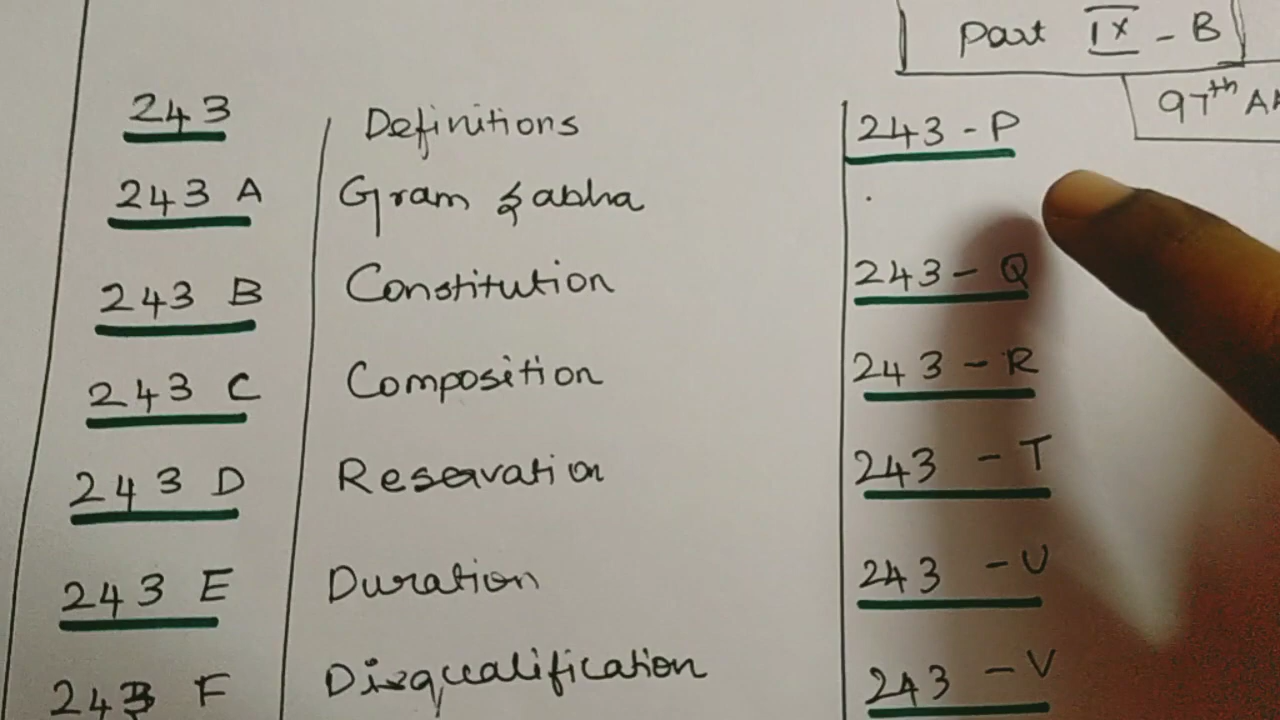 Part IX - B
97th
243 Definitions 243 - P
243 A Gram Sabha
243 B Constitution 243 - Q
243 C Composition 243 - R
243 D Reservation 243 - T
243 E Duration 243 - U
243 F Disqualification 243 - V